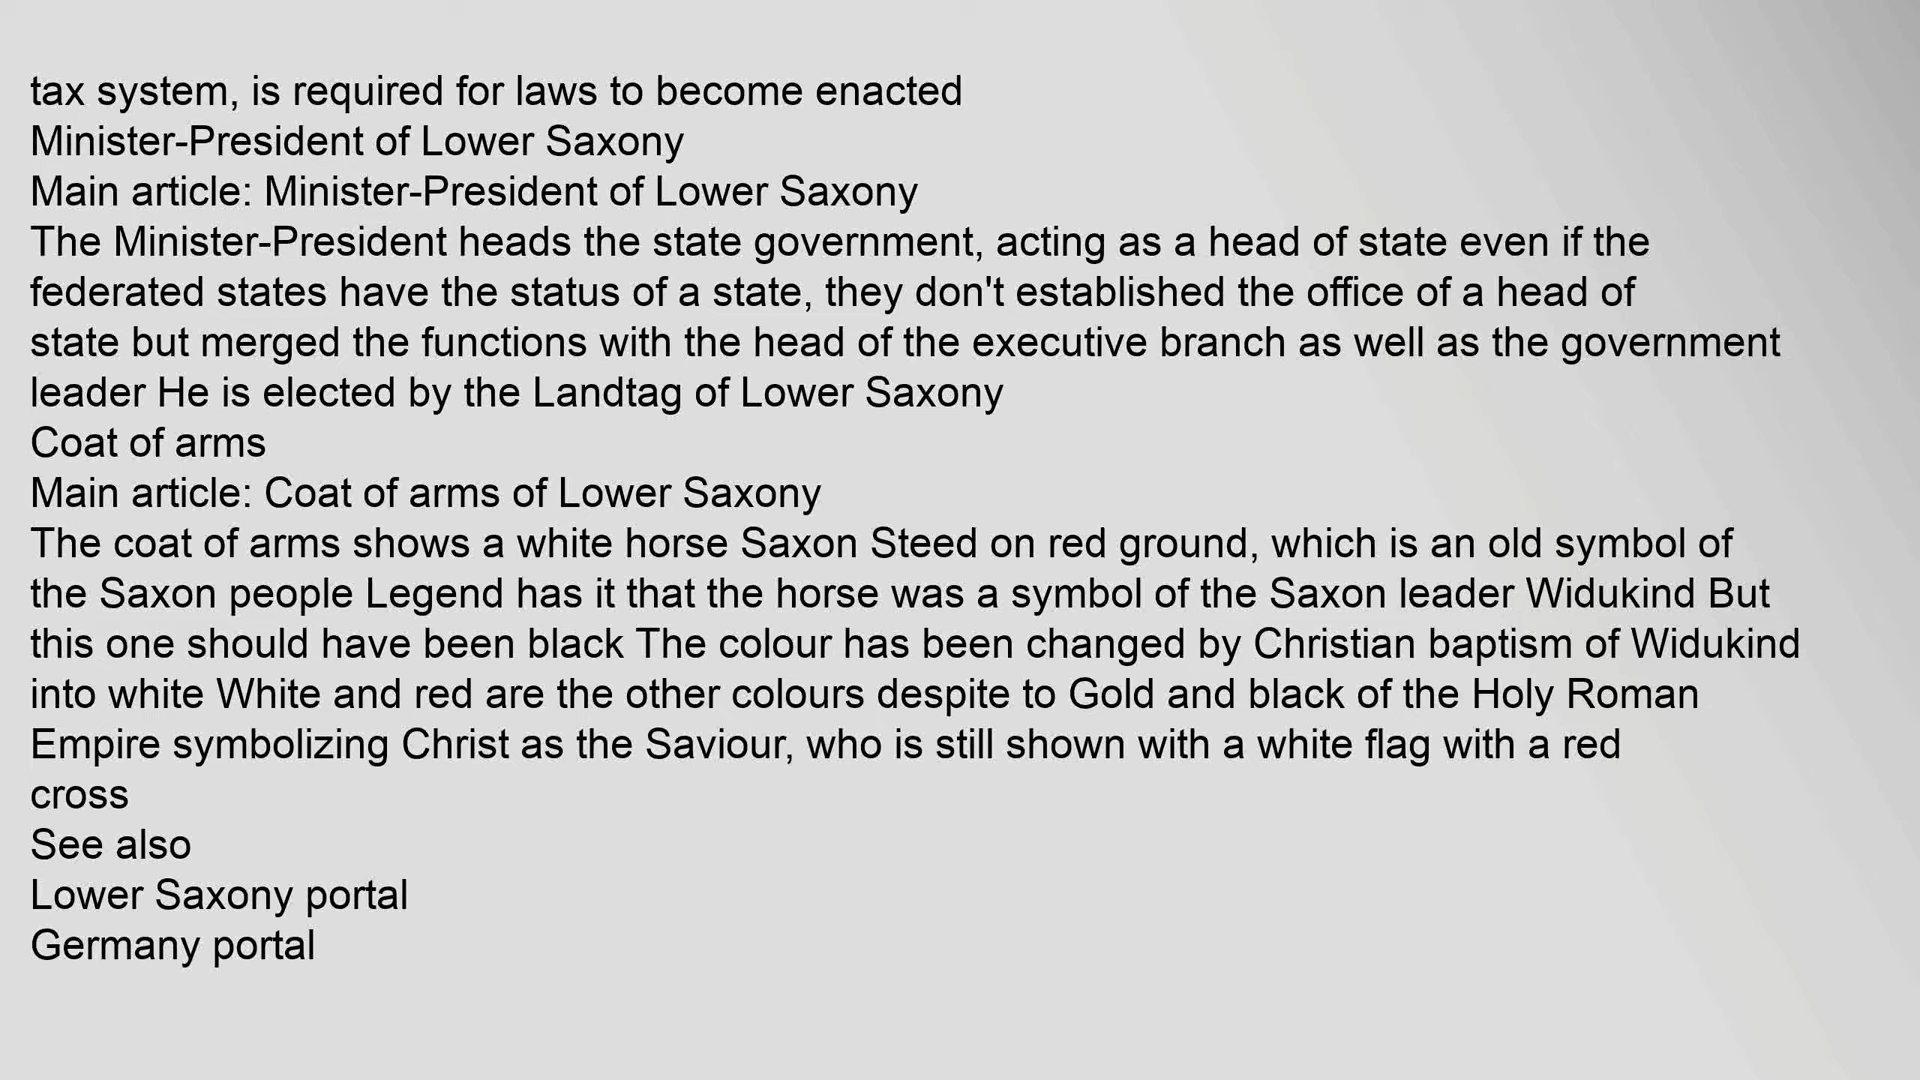 tax system, is required for laws to become enacted
Minister-President of Lower Saxony
Main article: Minister-President of Lower Saxony
The Minister-President heads the state government, acting as a head of state even if the
federated states have the status of a state, they don't established the office of a head of
state but merged the functions with the head of the executive branch as well as the government
leader He is elected by the Landtag of Lower Saxony
Coat of arms
Main article: Coat of arms of Lower Saxony
The coat of arms shows a white horse Saxon Steed on red ground, which is an old symbol of
the Saxon people Legend has it that the horse was a symbol of the Saxon leader Widukind But
this one should have been black The colour has been changed by Christian baptism of Widukind
into white White and red are the other colours despite to Gold and black of the Holy Roman
Empire symbolizing Christ as the Saviour, who is still shown with a white flag with a red
cross
See also
Lower Saxony portal
Germany portal